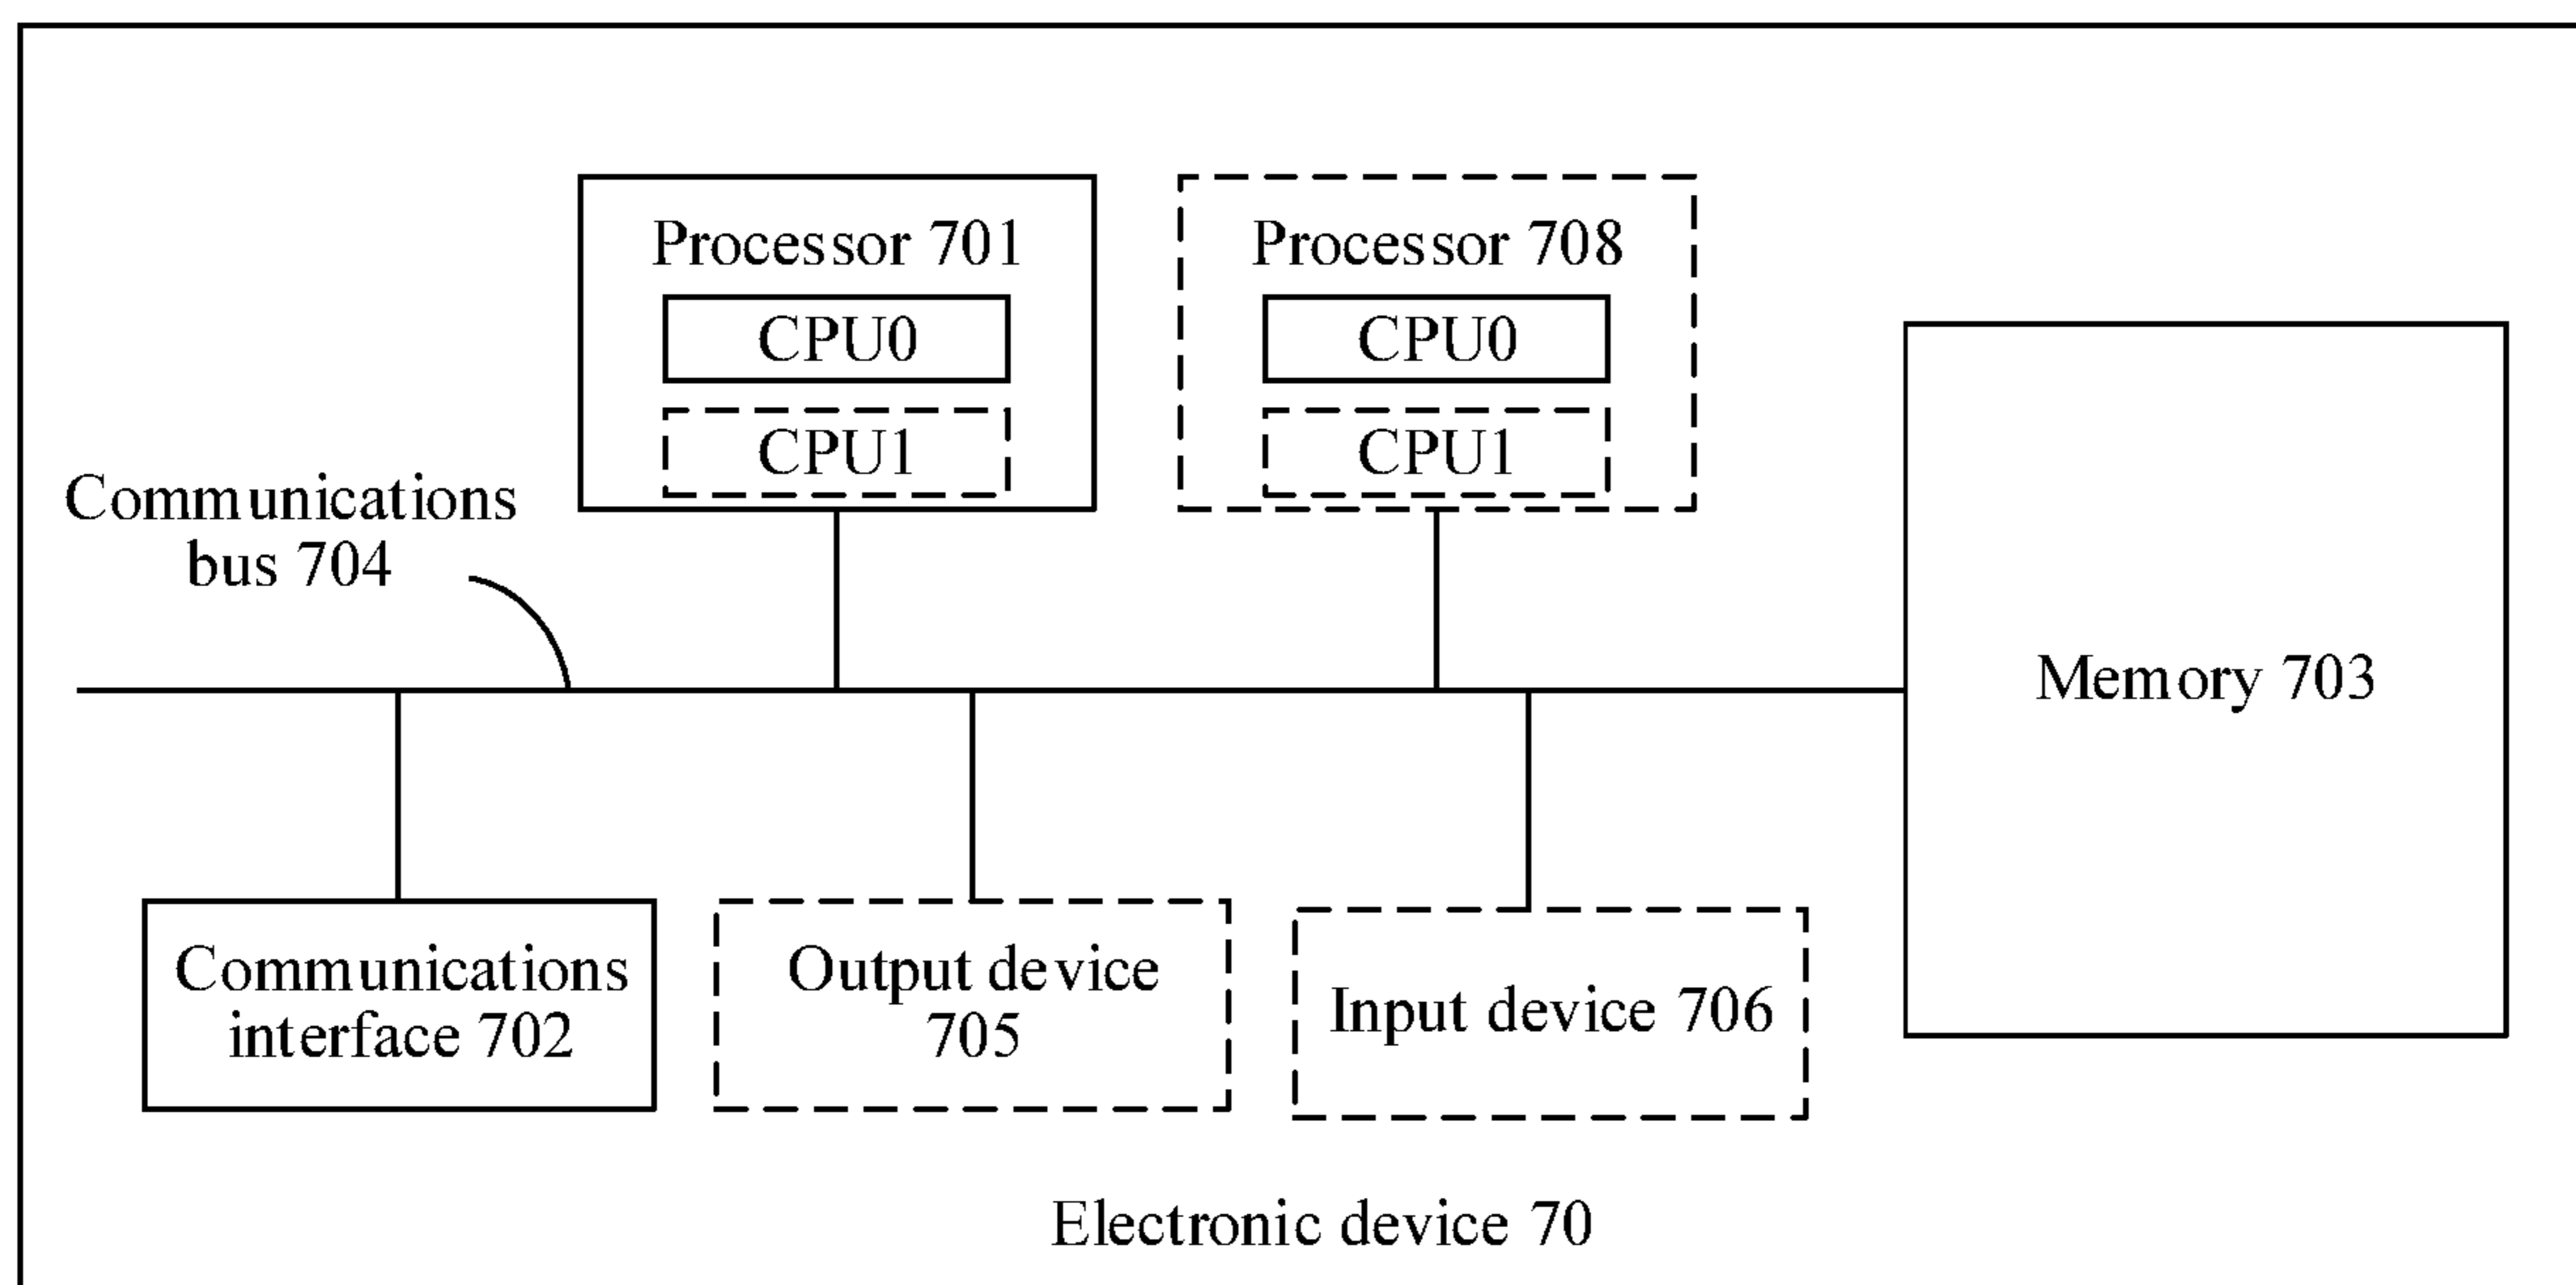 Processor 701
CPU0
CPU1
Processor 708
CPU0
CPU1
Communications
bus 704
Memory 703
Communications
interface 702
Output device
705
Input device 706
Electronic device 70